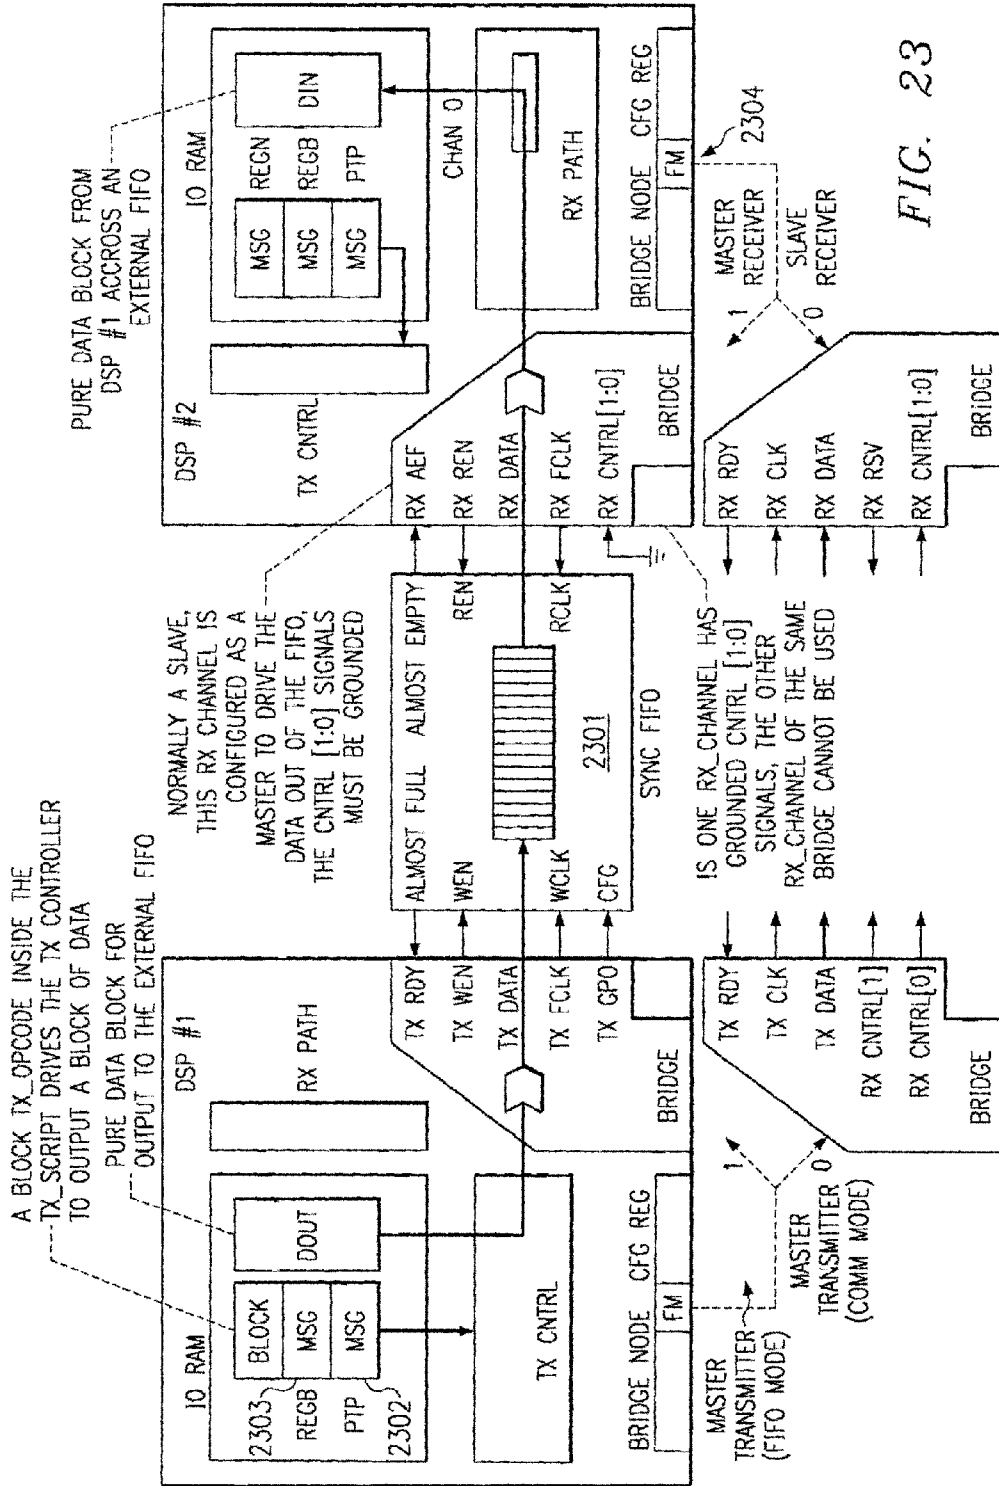 A BLOCK TX_OPCODE INSIDE THE
TX_SCRIPT DRIVES THE TX CONTROLLER
TO OUTPUT A BLOCK OF DATA
PURE DATA BLOCK FOR
OUTPUT TO THE EXTERNAL FIFO
DSP #1
IO RAM
BLOCK
MSG
MSG
DOUT
2303
REGB
PTP
2302
RX PATH
TX CNTRL
TX RDY
TX WEN
TX DATA
TX FCLK
TX GPO
BRIDGE
BRIDGE NODE CFG REG
FM
MASTER
TRANSMITTER
(FIFO MODE)
MASTER
TRANSMITTER
(COMM MODE)
1
0
TX RDY
TX CLK
TX DATA
RX CNTRL[1]
RX CNTRL[0]
BRIDGE
NORMALLY A SLAVE,
THIS RX CHANNEL IS
CONFIGURED AS A
MASTER TO DRIVE THE
DATA OUT OF THE FIFO,
THE CNTRL [1:0] SIGNALS
MUST BE GROUNDED
ALMOST FULL ALMOST EMPTY
WEN
REN
2301
WCLK
RCLK
CFG
SYNC FIFO
IS ONE RX_CHANNEL HAS
GROUNDED CNTRL [1:0]
SIGNALS, THE OTHER
RX_CHANNEL OF THE SAME
BRIDGE CANNOT BE USED
PURE DATA BLOCK FROM
DSP #1 ACCROSS AN
EXTERNAL FIFO
DSP #2
IO RAM
MSG
MSG
MSG
REGN
REGB
PTP
DIN
TX CNTRL
CHAN 0
RX PATH
RX AEF
RX REN
RX DATA
RX FCLK
RX CNTRL[1:0]
BRIDGE
BRIDGE NODE CFG REG
FM
2304
MASTER
RECEIVER
SLAVE
RECEIVER
1
0
RX RDY
RX CLK
RX DATA
RX RSV
RX CNTRL[1:0]
BRIDGE
FIG. 23